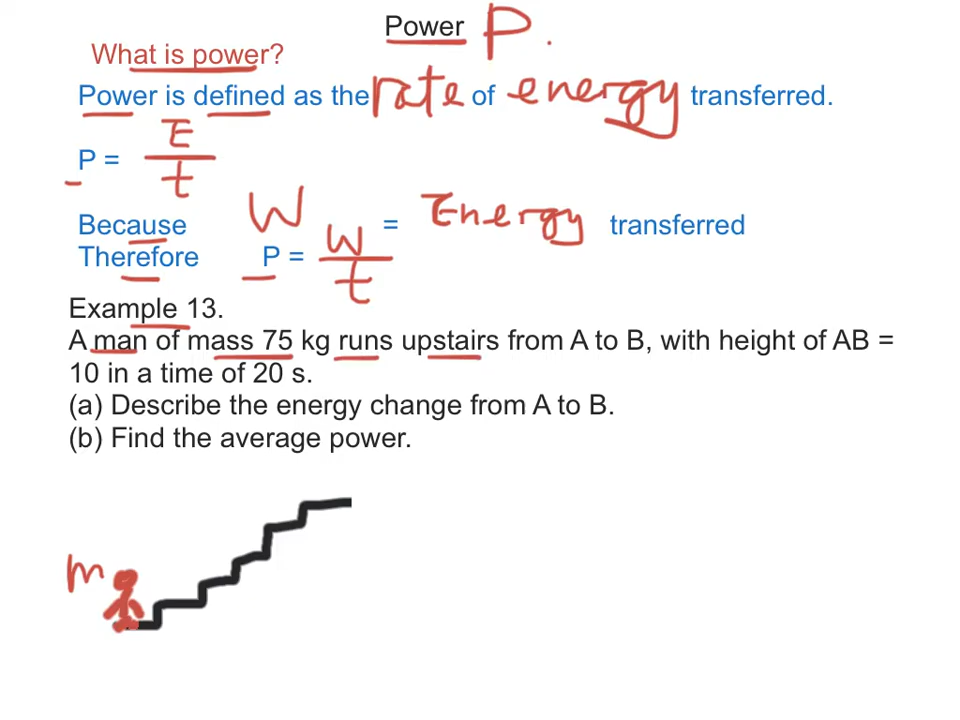 Power P.
What is power?
Power is defined as the rate of energy transferred.
P = E/t
Because W = Energy transferred
Therefore P = W/t
Example 13.
A man of mass 75 kg runs upstairs from A to B, with height of AB =
10 in a time of 20 s.
(a) Describe the energy change from A to B.
(b) Find the average power.
m